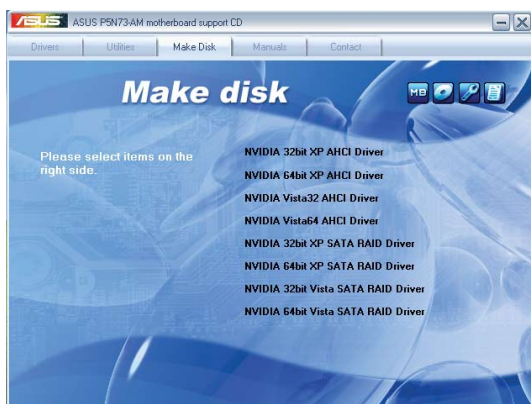 ASUS ASUS P5N73-AM motherboard support CD
Drivers Utilities Make Disk Manuals Contact
Make disk
MB
Please select items on the
right side.
NVIDIA 32bit XP AHCI Driver
NVIDIA 64bit XP AHCI Driver
NVIDIA Vista32 AHCI Driver
NVIDIA Vista64 AHCI Driver
NVIDIA 32bit XP SATA RAID Driver
NVIDIA 64bit XP SATA RAID Driver
NVIDIA 32bit Vista SATA RAID Driver
NVIDIA 64bit Vista SATA RAID Driver